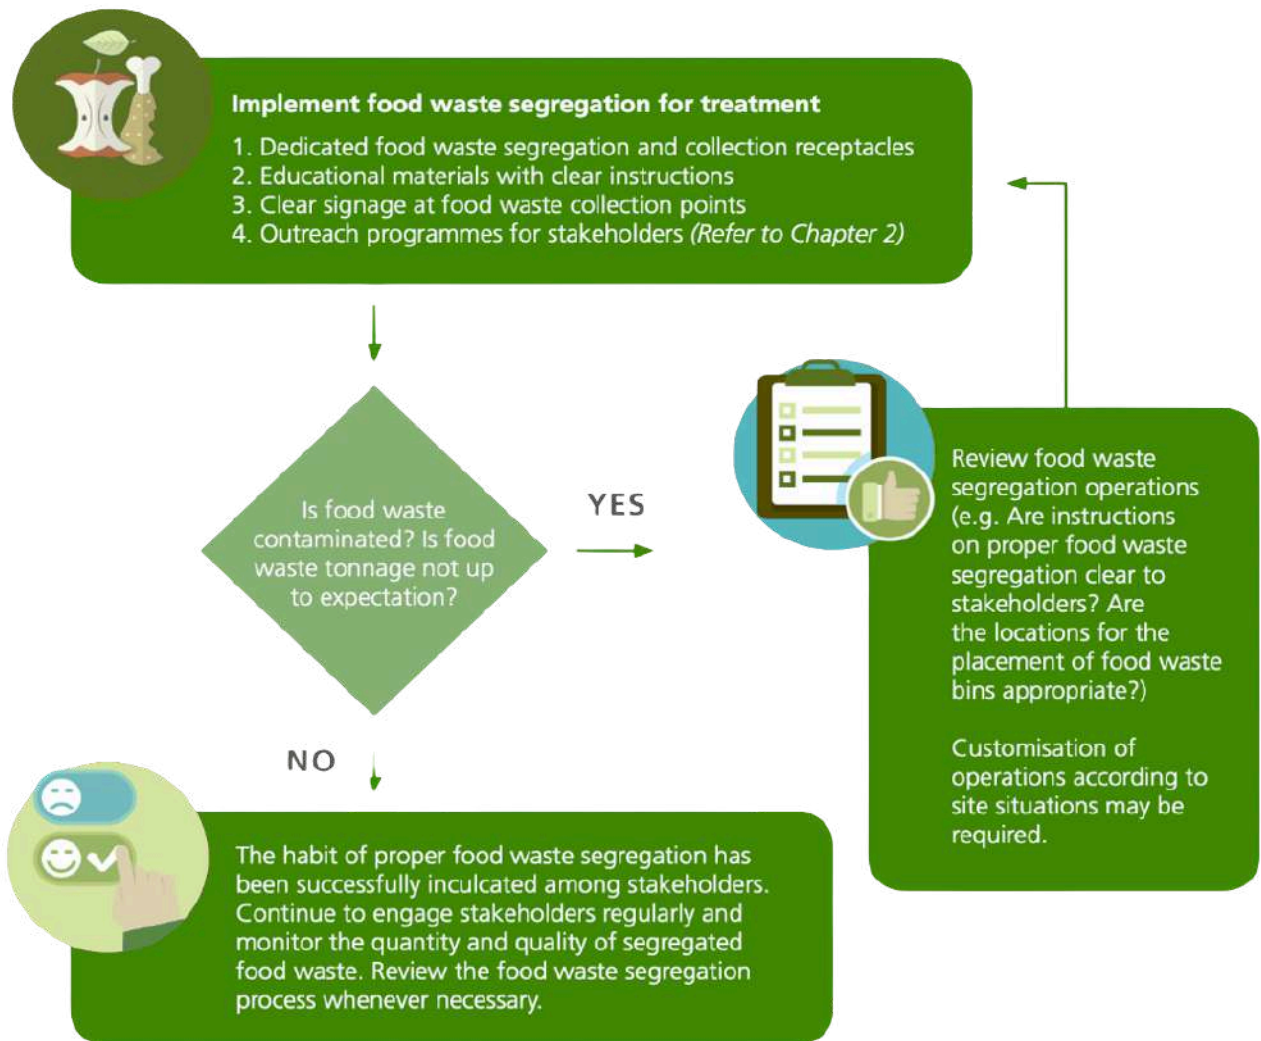 Implement food waste segregation for treatment
1. Dedicated food waste segregation and collection receptacles
2. Educational materials with clear instructions
3. Clear signage at food waste collection points
4. Outreach programmes for stakeholders (Refer to Chapter 2)
Is food waste
contaminated? Is food
waste tonnage not up
to expectation?
YES
Review food waste
segregation operations
(e.g. Are instructions
on proper food waste
segregation clear to
stakeholders? Are
the locations for the
placement of food waste
bins appropriate?)
Customisation of
operations according to
site situations may be
required.
NO
The habit of proper food waste segregation has
been successfully inculcated among stakeholders.
Continue to engage stakeholders regularly and
monitor the quantity and quality of segregated
food waste. Review the food waste segregation
process whenever necessary.